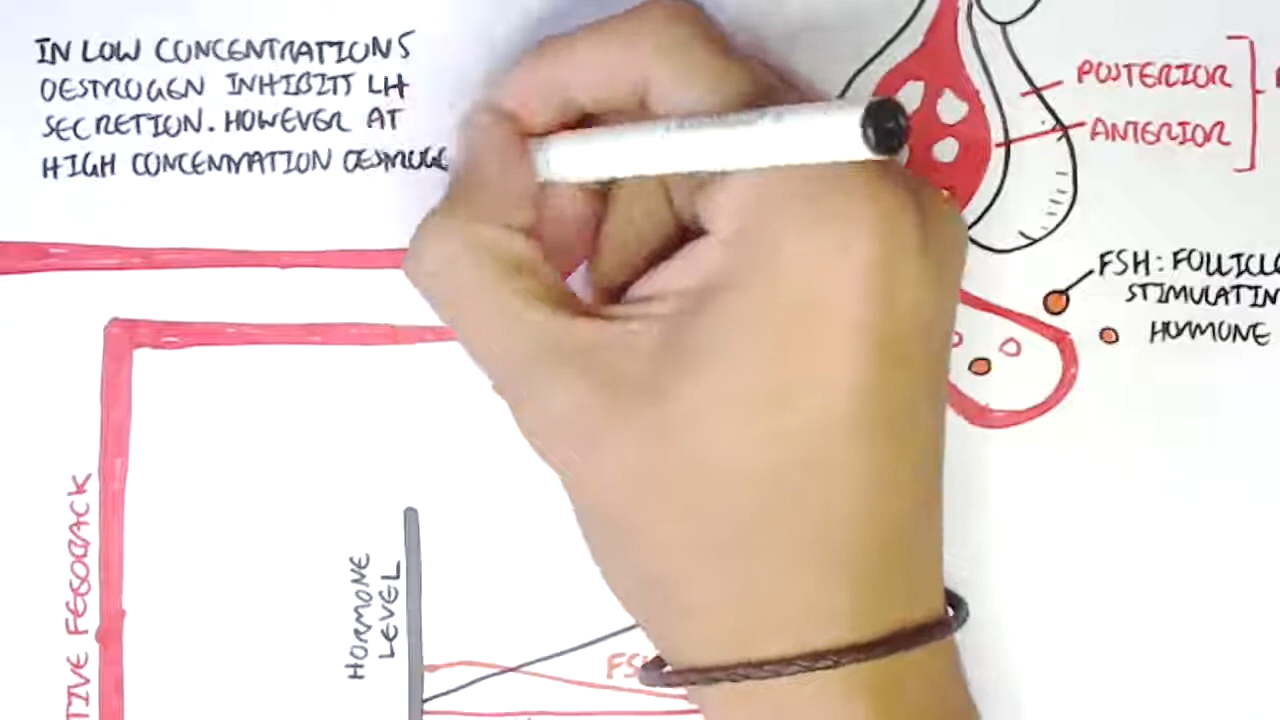 IN LOW CONCENTRATIONS
OESTROGEN INHIBITS LH
SECRETION. HOWEVER AT
HIGH CONCENTRATION OESTROGE
POSTERIOR
ANTERIOR
FSH: FOLLICLE
STIMULATIN
HORMONE
TIVE FEEDBACK
HORMONE
LEVEL
FS